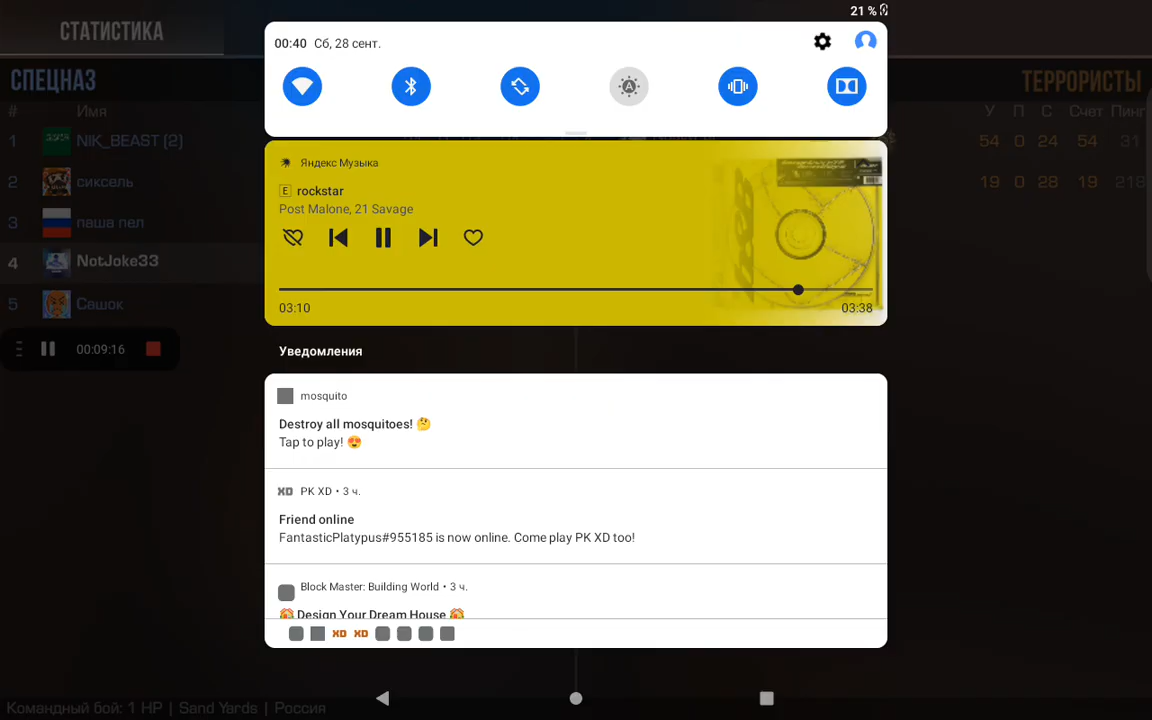 21 %
СТАТИСТИКА
00:40 Сб, 28 сент.
СПЕЦНАЗ
ТЕРРОРИСТЫ
# Имя
У П С Счет Пинг
1 NIK_BEAST (2)
54 0 24 54 31
2 сиксель
19 0 28 19 218
3 паша пел
4 NotJoke33
5 Сашок
00:09:16
Яндекс Музыка
E rockstar
Post Malone, 21 Savage
03:10
03:38
Уведомления
mosquito
Destroy all mosquitoes! 🤔
Tap to play! 😍
XD PK XD • 3 ч.
Friend online
FantasticPlatypus#955185 is now online. Come play PK XD too!
Block Master: Building World • 3 ч.
🥰 Design Your Dream House 🥰
XD XD
Командный бой: 1 HP | Sand Yards | Россия